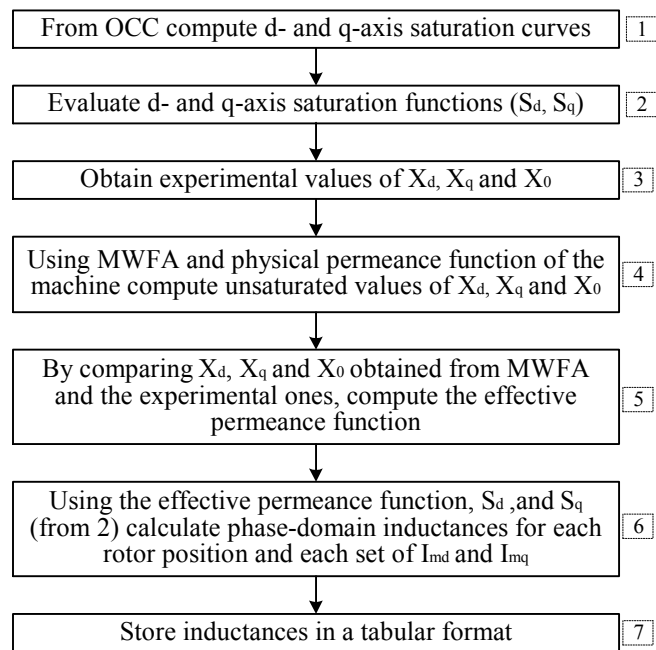 From OCC compute d- and q-axis saturation curves
1
Evaluate d- and q-axis saturation functions (Sd, Sq)
2
Obtain experimental values of Xd, Xq and X0
3
Using MWFA and physical permeance function of the
machine compute unsaturated values of Xd, Xq and X0
4
By comparing Xd, Xq and X0 obtained from MWFA
and the experimental ones, compute the effective
permeance function
5
Using the effective permeance function, Sd ,and Sq
(from 2) calculate phase-domain inductances for each
rotor position and each set of Imd and Imq
6
Store inductances in a tabular format
7